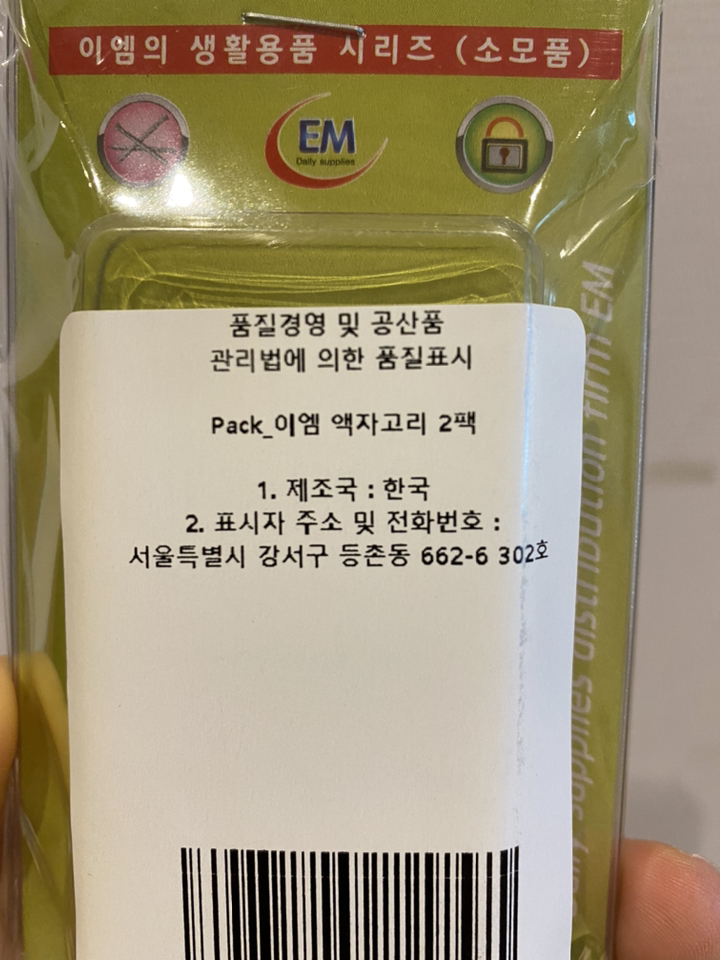 이엠의 생활용품 시리즈 (소모품)
EM
Daily supplies
품질경영 및 공산품
관리법에 의한 품질표시
Pack_이엠 액자고리 2팩
1. 제조국 : 한국
2. 표시자 주소 및 전화번호 :
서울특별시 강서구 등촌동 662-6 302호
supplies distribution firm EM